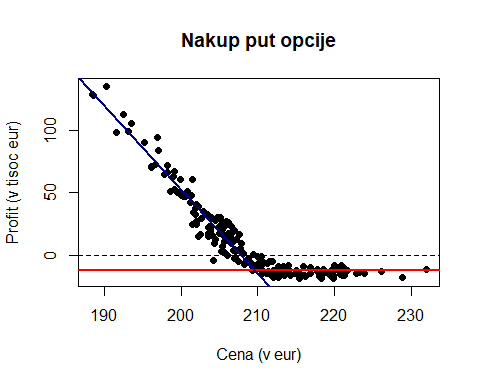 Nakup put opcije
Profit (v tisoc eur)
100
50
0
190
200
210
220
230
Cena (v eur)